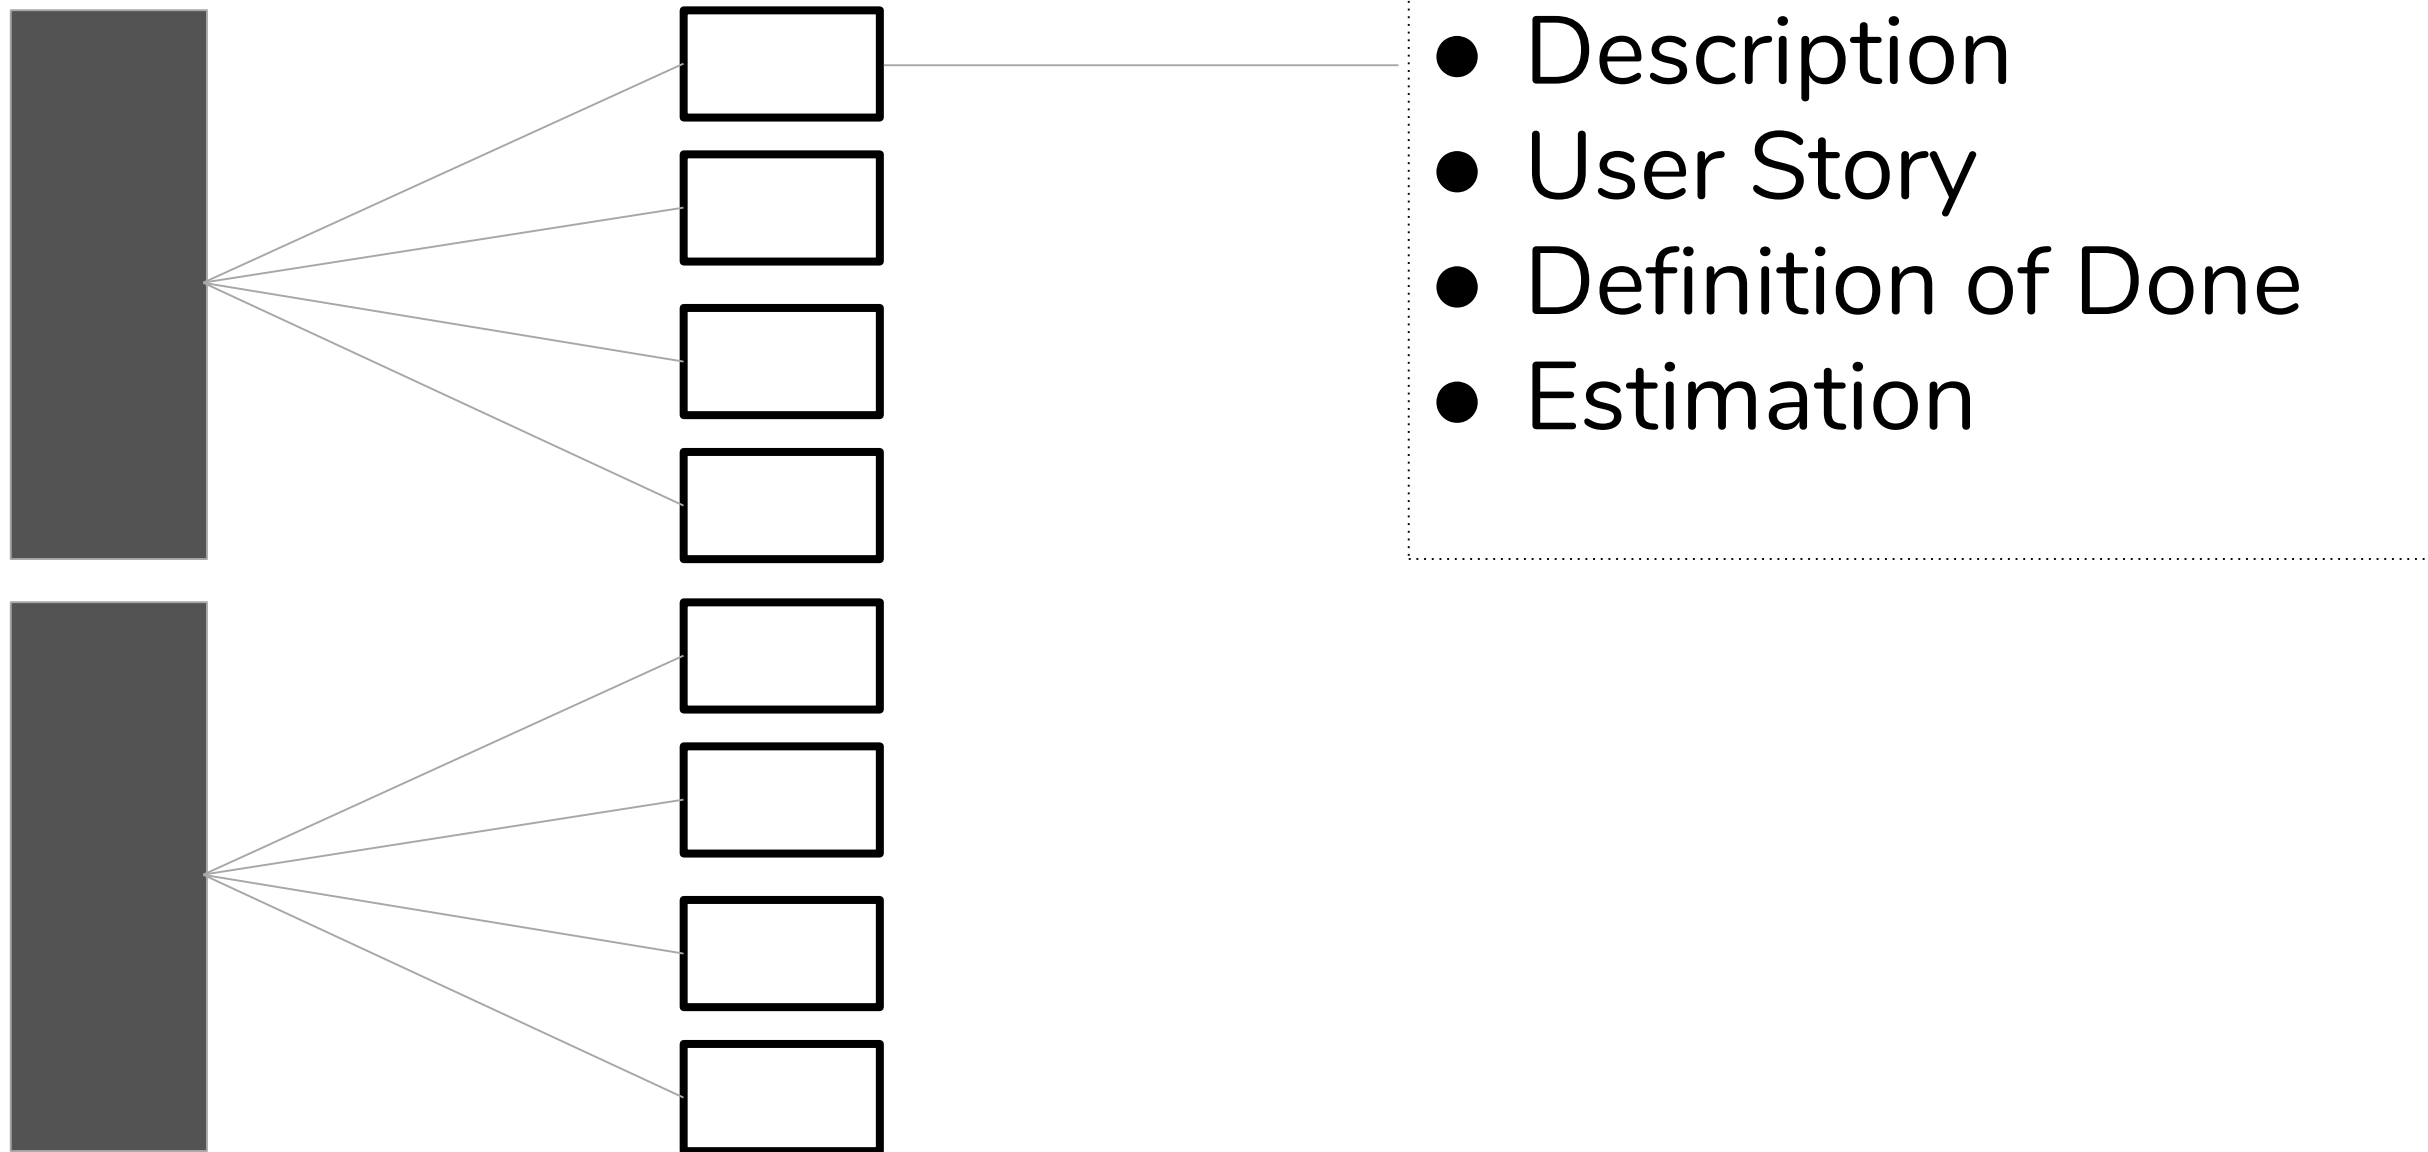 ● Description
● User Story
● Definition of Done
● Estimation